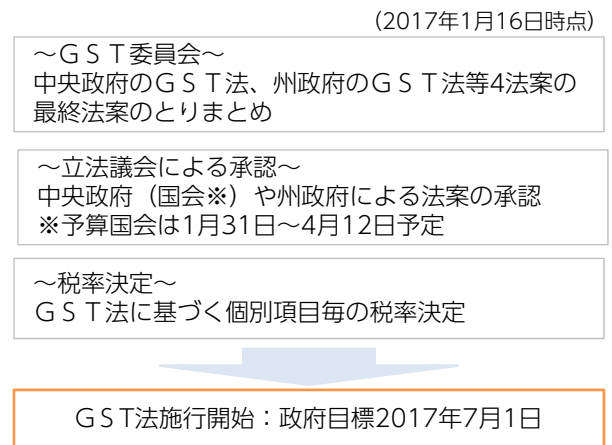 （2017年1月16日時点）
～ＧＳＴ委員会～
中央政府のＧＳＴ法、州政府のＧＳＴ法等4法案の
最終法案のとりまとめ
～立法議会による承認～
中央政府（国会※）や州政府による法案の承認
※予算国会は1月31日～4月12日予定
～税率決定～
ＧＳＴ法に基づく個別項目毎の税率決定
ＧＳＴ法施行開始：政府目標2017年7月1日